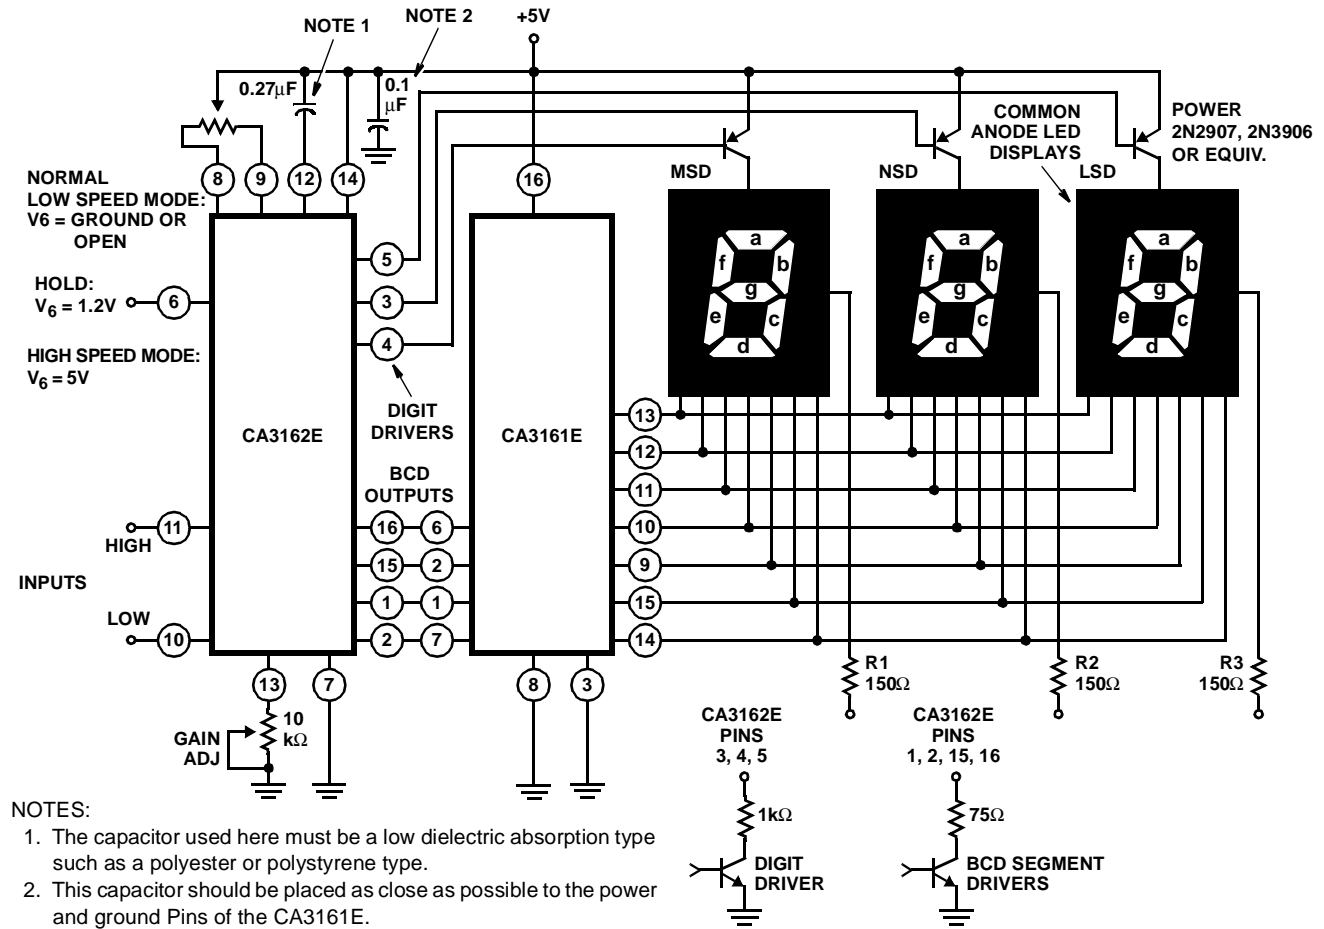 NOTE 1
NOTE 2
+5V
0.27μF
0.1
μF
COMMON
ANODE LED
DISPLAYS
POWER
2N2907, 2N3906
OR EQUIV.
MSD
NSD
LSD
8
9
12
14
16
NORMAL
LOW SPEED MODE:
V6 = GROUND OR
OPEN
HOLD:
V6 = 1.2V
6
HIGH SPEED MODE:
V6 = 5V
5
3
4
DIGIT
DRIVERS
CA3162E
CA3161E
BCD
OUTPUTS
a
f
b
g
e
c
d
a
f
b
g
e
c
d
a
f
b
g
e
c
d
13
12
11
10
9
15
14
16
6
15
2
1
1
2
7
11
HIGH
INPUTS
LOW
10
13
7
8
3
GAIN
ADJ
10
kΩ
R1
150Ω
R2
150Ω
R3
150Ω
CA3162E
PINS
3, 4, 5
1kΩ
DIGIT
DRIVER
CA3162E
PINS
1, 2, 15, 16
75Ω
BCD SEGMENT
DRIVERS
NOTES:
1. The capacitor used here must be a low dielectric absorption type
such as a polyester or polystyrene type.
2. This capacitor should be placed as close as possible to the power
and ground Pins of the CA3161E.